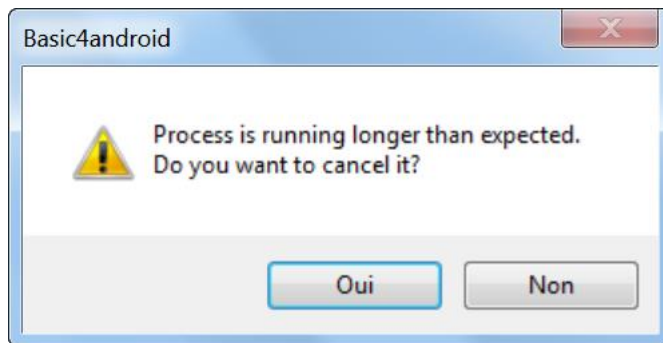 Basic4android
Process is running longer than expected.
Do you want to cancel it?
Oui
Non